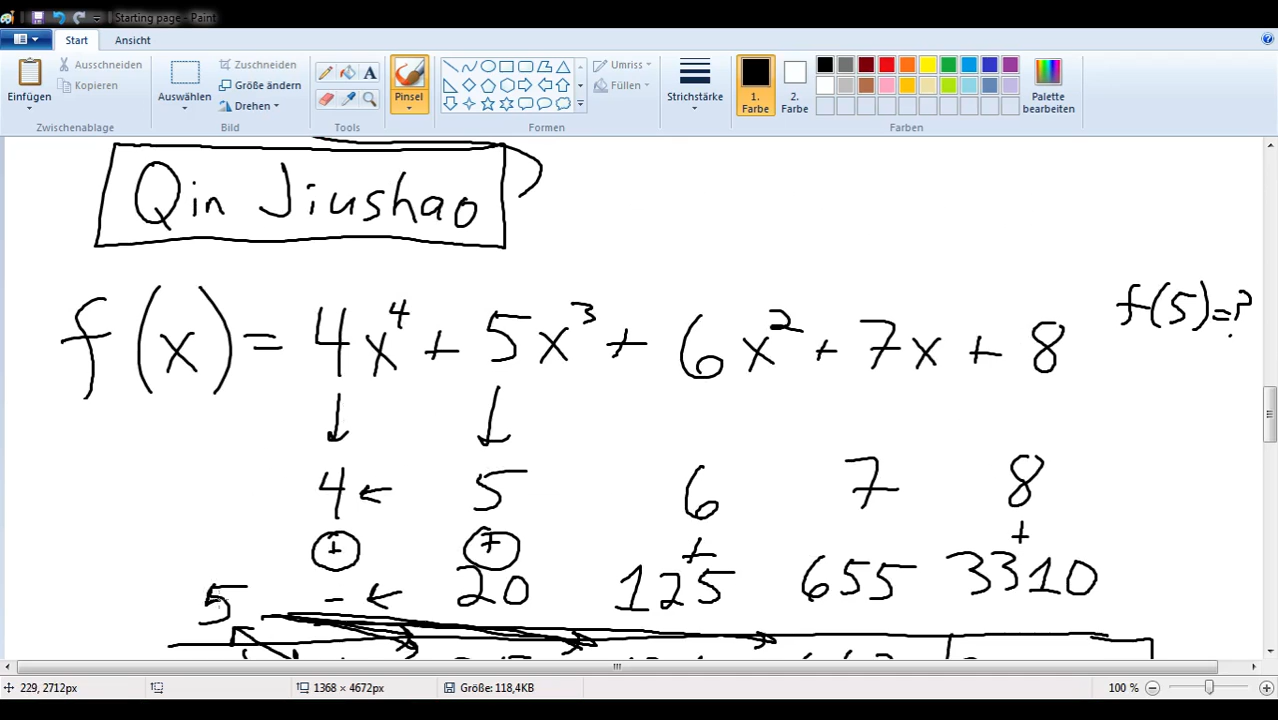 Starting page - Paint
Start Ansicht
Einfügen Ausschneiden Kopieren Auswählen Zuschneiden Größe ändern Drehen Pinsel Umriss Füllen Strichstärke 1. Farbe 2. Farbe Palette bearbeiten
Zwischenablage Bild Tools Formen Farben
Qin Jiushao
f(x) = 4x⁴ + 5x³ + 6x² + 7x + 8
f(5)=?
4 5 6 7 8
+ + + +
5 - 20 125 655 3310
229, 2712px 1368 × 4672px Größe: 118,4KB 100 %